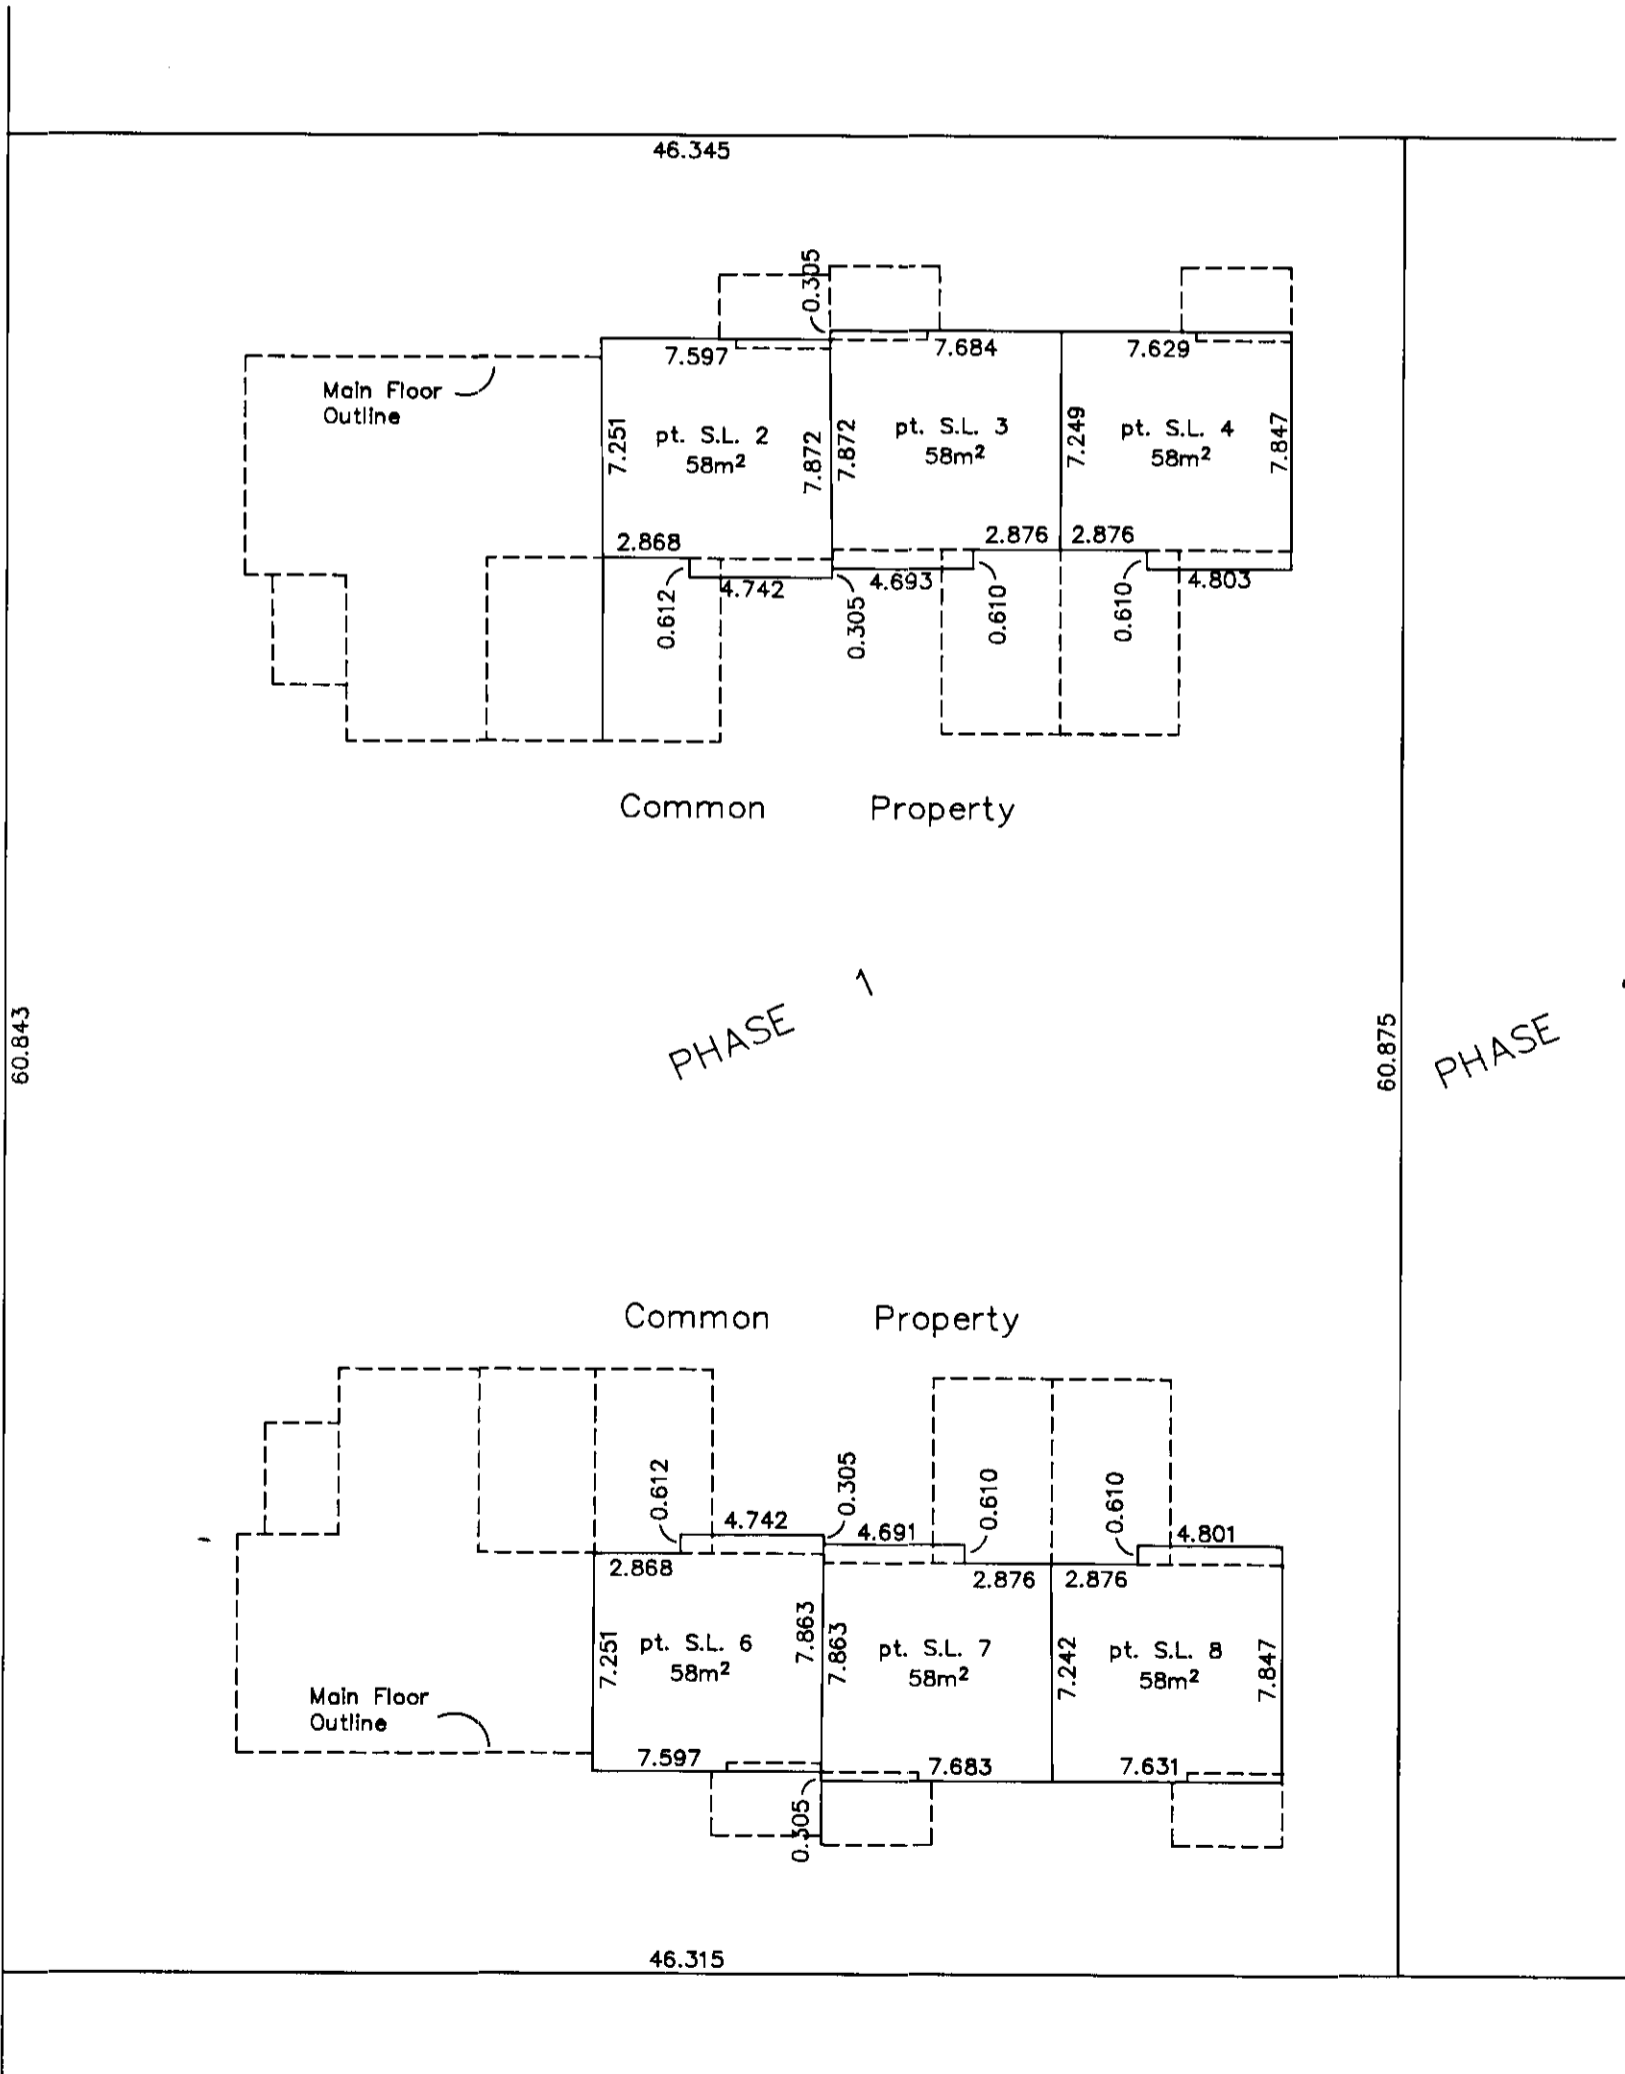 46.345
0.305
7.597
7.684
7.629
Main Floor
Outline
7.251
pt. S.L. 2
58m²
7.872
7.872
pt. S.L. 3
58m²
7.249
pt. S.L. 4
58m²
7.847
2.868
2.876
2.876
0.612
4.742
0.305
4.693
0.610
0.610
4.803
Common Property
PHASE 1
60.843
60.875
PHASE
Common Property
0.612
4.742
0.305
4.691
0.610
0.610
4.801
2.868
2.876
2.876
7.251
pt. S.L. 6
58m²
7.863
7.863
pt. S.L. 7
58m²
7.242
pt. S.L. 8
58m²
7.847
Main Floor
Outline
7.597
7.683
7.631
0.305
46.315